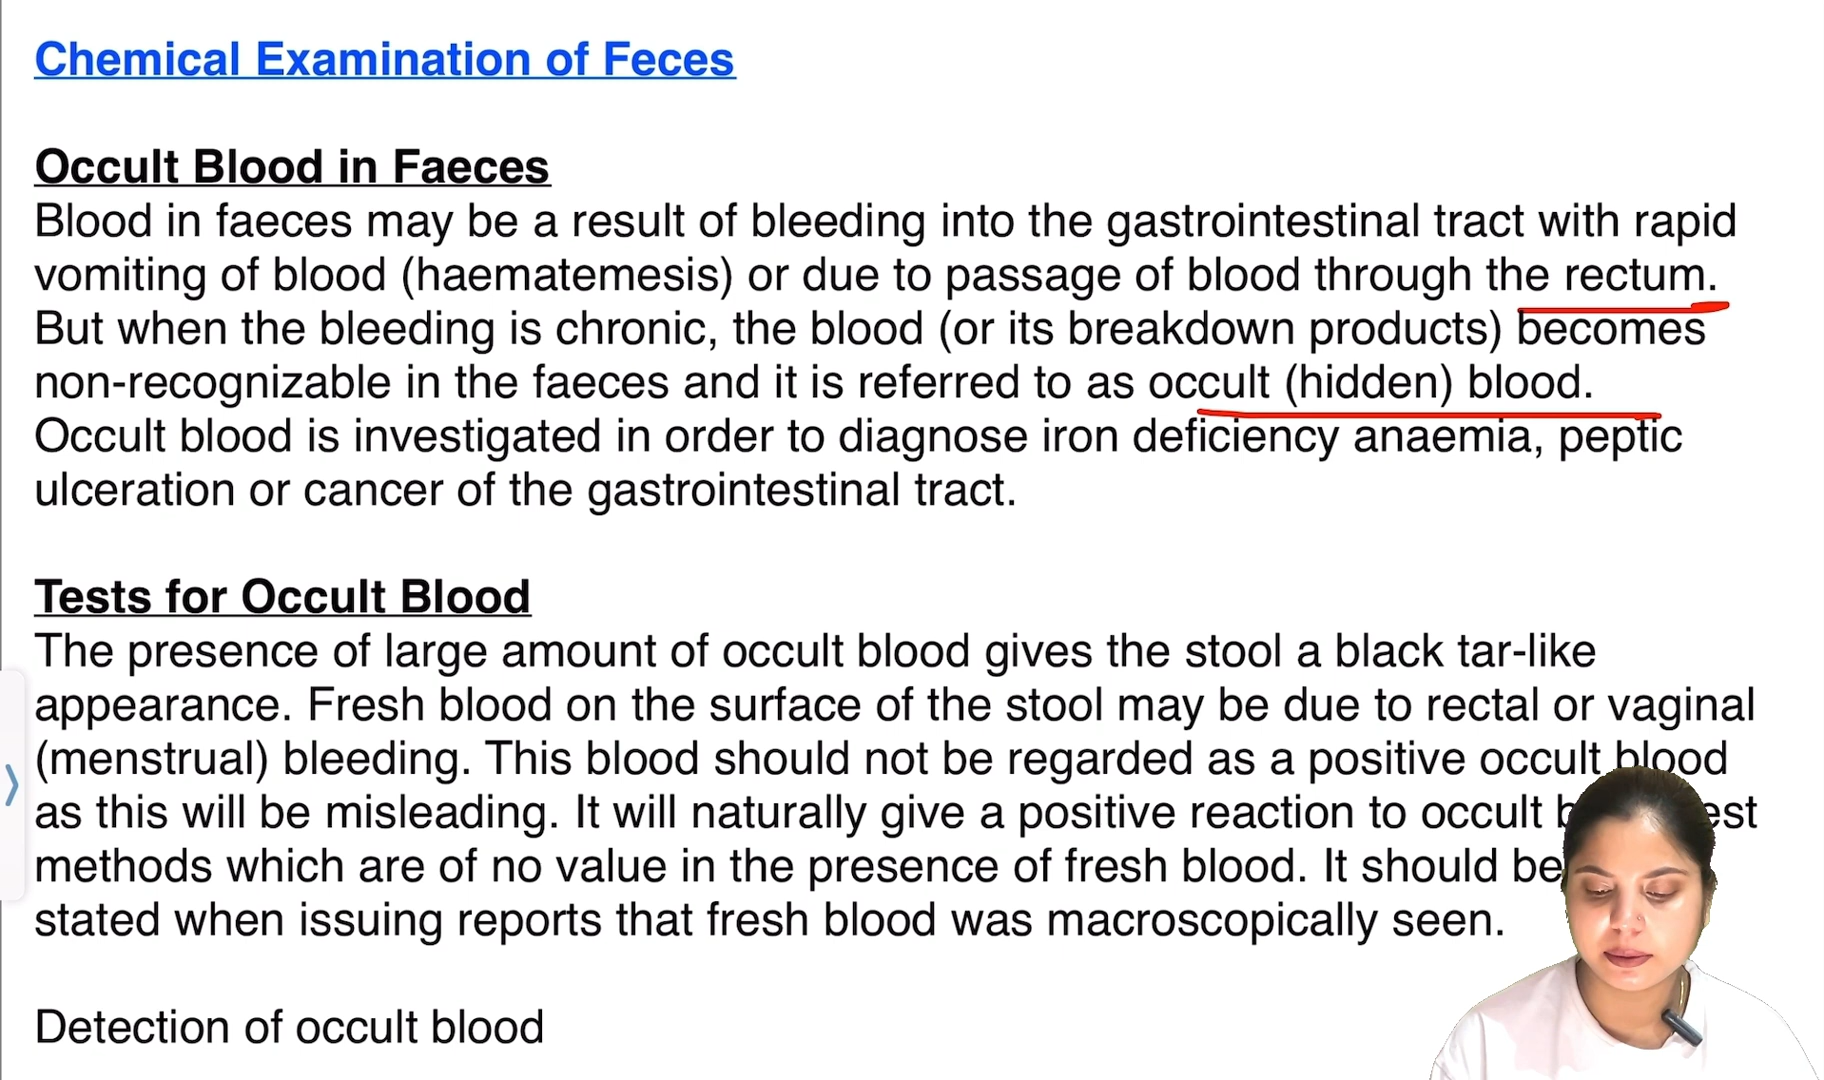 Chemical Examination of Feces
Occult Blood in Faeces
Blood in faeces may be a result of bleeding into the gastrointestinal tract with rapid
vomiting of blood (haematemesis) or due to passage of blood through the rectum.
But when the bleeding is chronic, the blood (or its breakdown products) becomes
non-recognizable in the faeces and it is referred to as occult (hidden) blood.
Occult blood is investigated in order to diagnose iron deficiency anaemia, peptic
ulceration or cancer of the gastrointestinal tract.
Tests for Occult Blood
The presence of large amount of occult blood gives the stool a black tar-like
appearance. Fresh blood on the surface of the stool may be due to rectal or vaginal
(menstrual) bleeding. This blood should not be regarded as a positive occult blood
as this will be misleading. It will naturally give a positive reaction to occult
methods which are of no value in the presence of fresh blood. It should be
stated when issuing reports that fresh blood was macroscopically seen.
Detection of occult blood